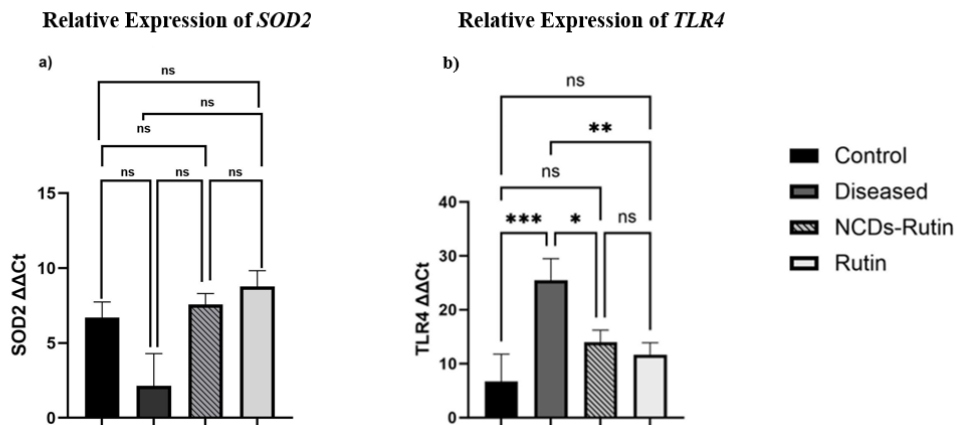 Relative Expression of SOD2
Relative Expression of TLR4
a)
ns
ns
ns
ns
ns
ns
15
10
5
0
SOD2 ΔΔCt
b)
ns
**
ns
***
*
ns
40
30
20
10
0
TLR4 ΔΔCt
Control
Diseased
NCDs-Rutin
Rutin